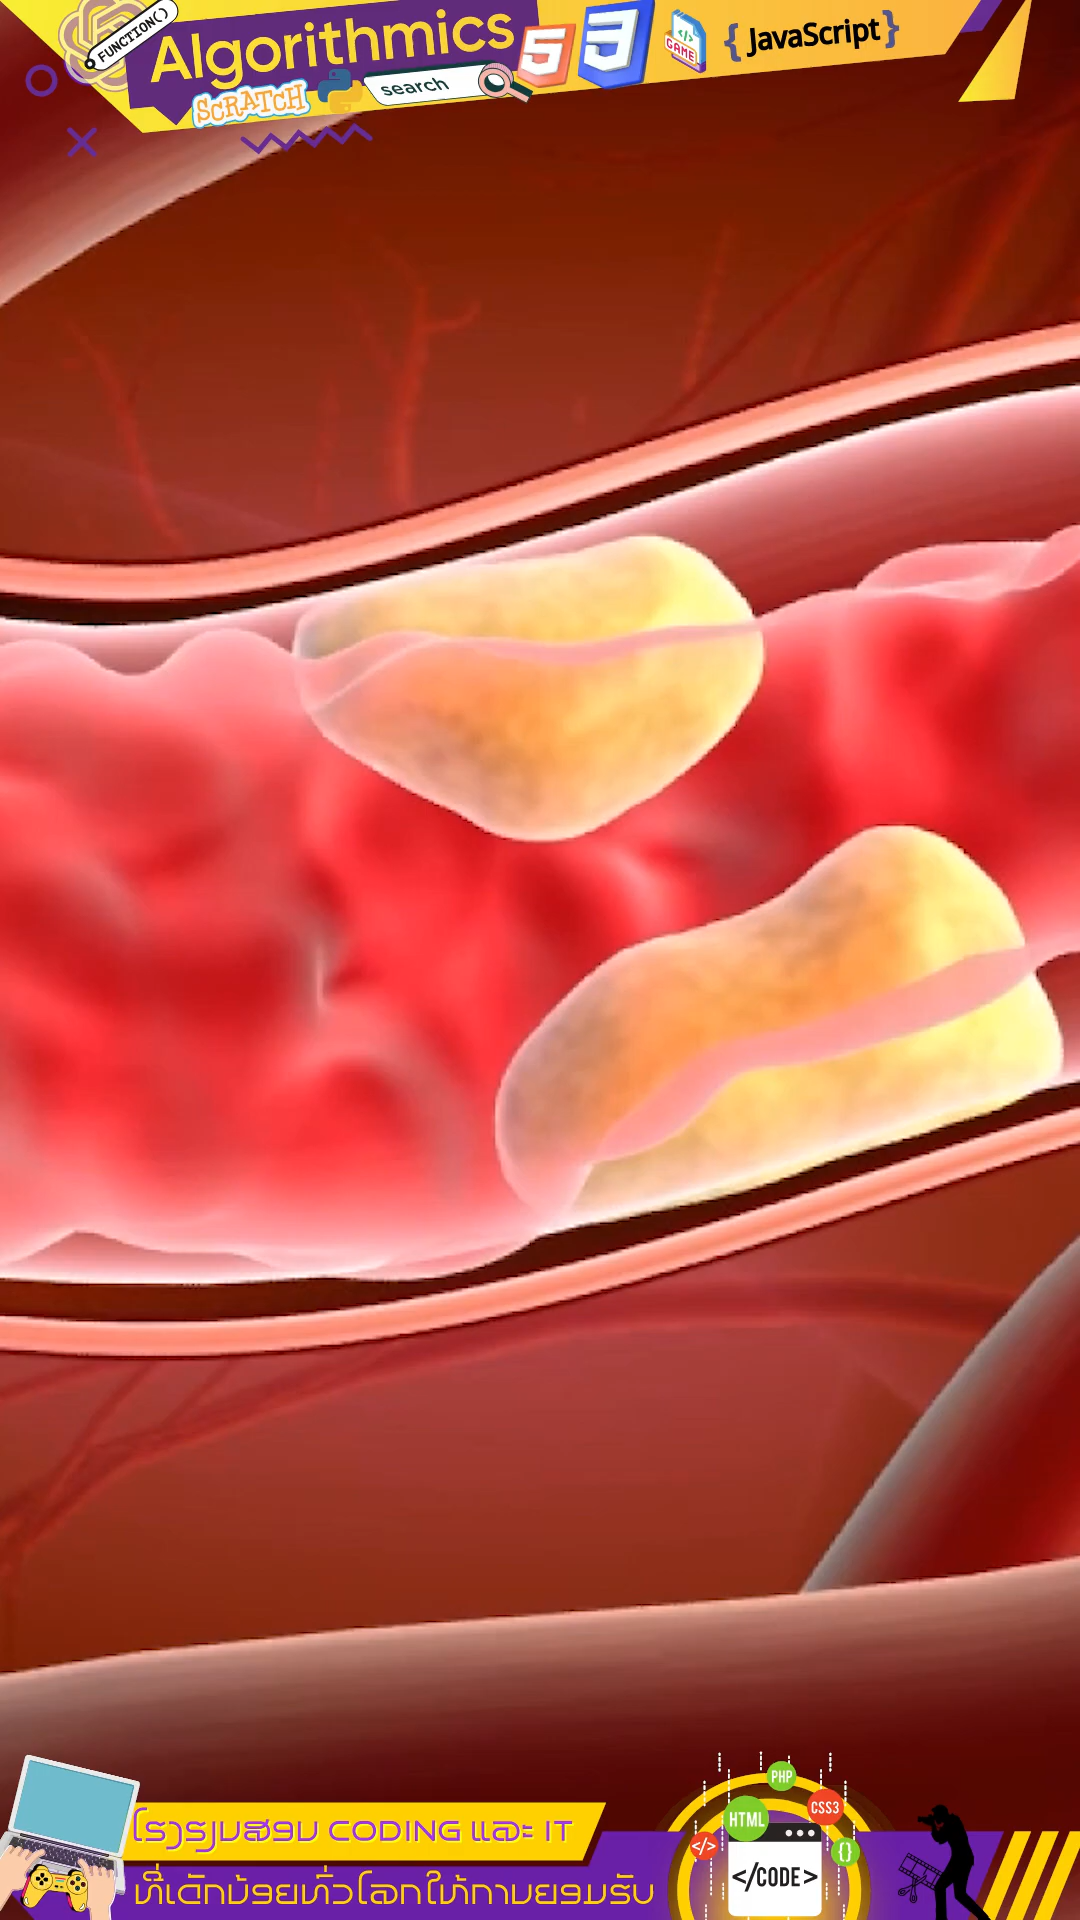 FUNCTION()
Algorithmics
SCRATCH
search
5
3
</>
GAME
{ JavaScript }
PHP
HTML
CSS3
</>
{}
</CODE>
ໂຮງຮຽນສອນ CODING ແລະ IT
ທີ່ເດັກນ້ອຍທົ່ວໂລກໃຫ້ການຍອມຮັບ